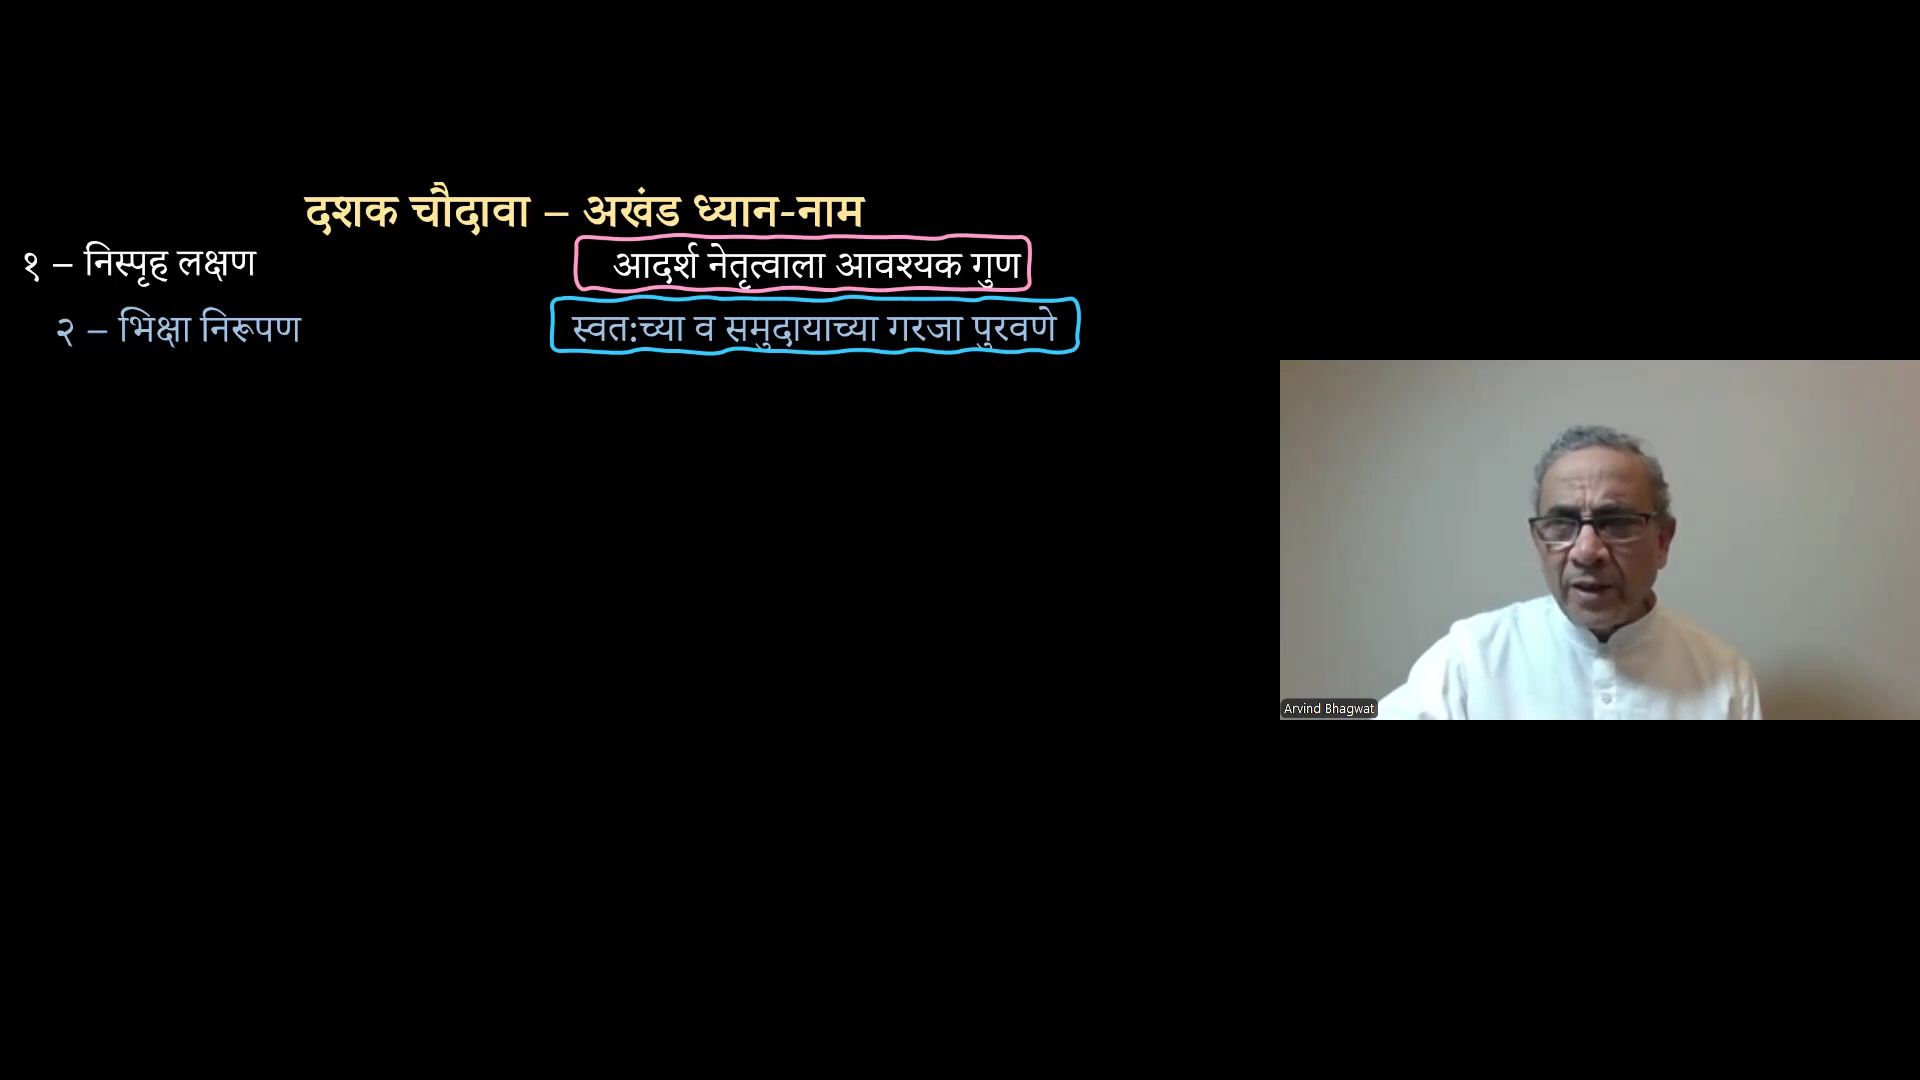 दशक चौदावा – अखंड ध्यान-नाम
१ – निस्पृह लक्षण आदर्श नेतृत्वाला आवश्यक गुण
२ – भिक्षा निरूपण स्वत:च्या व समुदायाच्या गरजा पुरवणे
Arvind Bhagwat